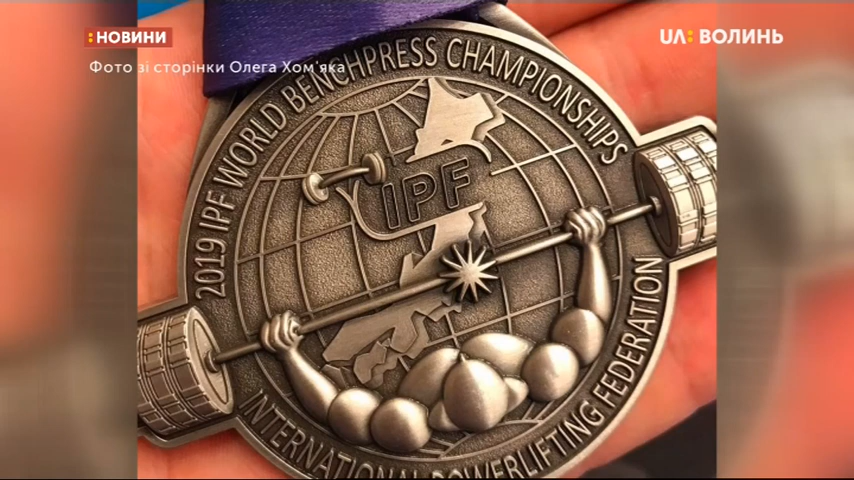 :НОВИНИ
UA: ВОЛИНЬ
Фото зі сторінки Олега Хом'яка
2019 IPF WORLD BENCHPRESS CHAMPIONSHIPS
IPF
INTERNATIONAL POWERLIFTING FEDERATION